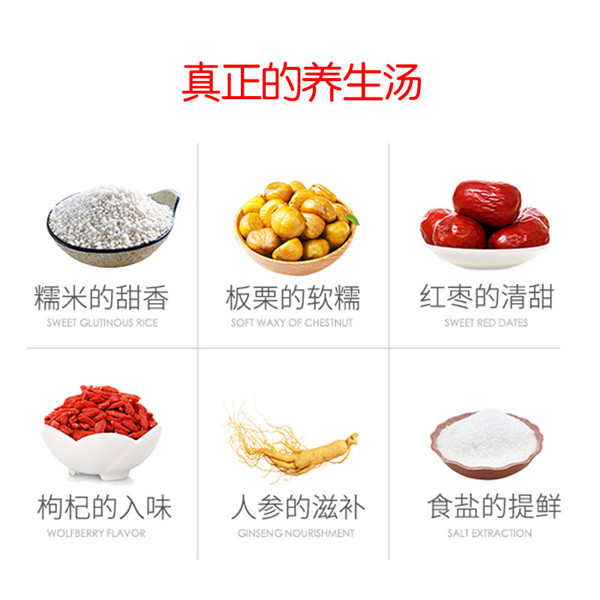 真正的养生汤
糯米的甜香
SWEET GLUTINOUS RICE
板栗的软糯
SOFT WAXY OF CHESTNUT
红枣的清甜
SWEET RED DATES
枸杞的入味
WOLFBERRY FLAVOR
人参的滋补
GINSENG NOURISHMENT
食盐的提鲜
SALT EXTRACTION